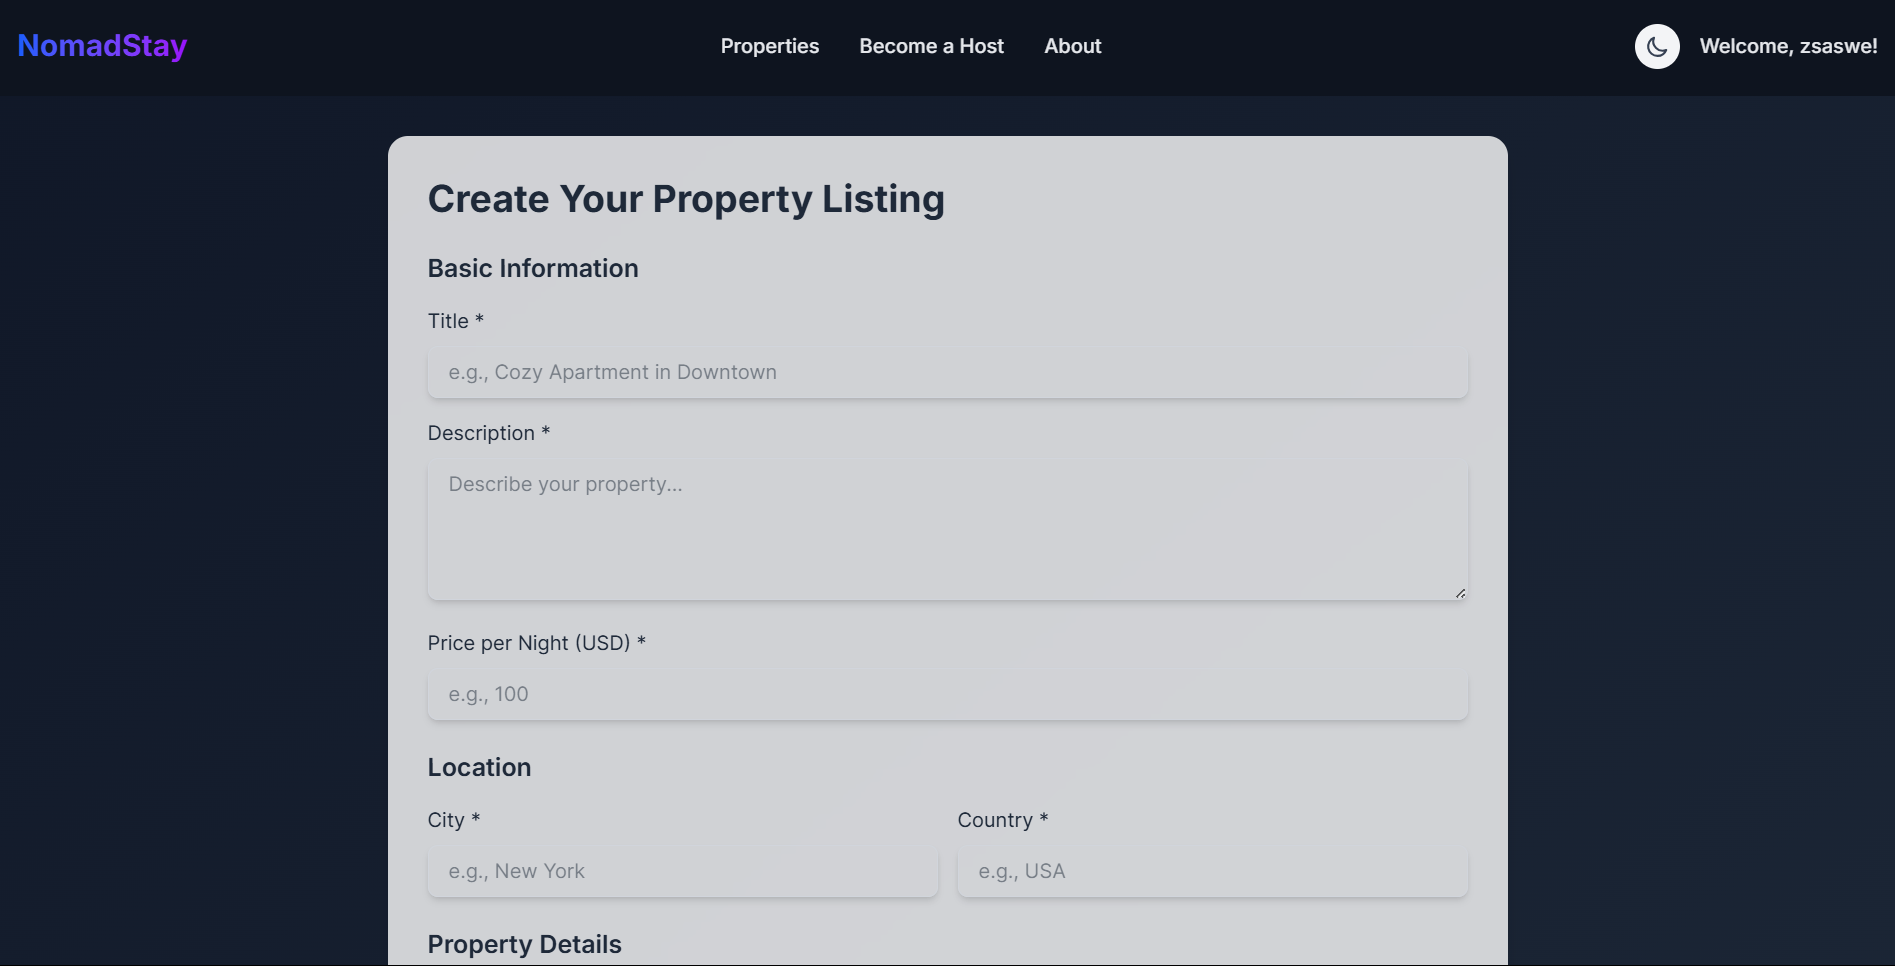 NomadStay
Properties
Become a Host
About
Welcome, zsaswe!
Create Your Property Listing
Basic Information
Title *
e.g., Cozy Apartment in Downtown
Description *
Describe your property...
Price per Night (USD) *
e.g., 100
Location
City *
Country *
e.g., New York
e.g., USA
Property Details